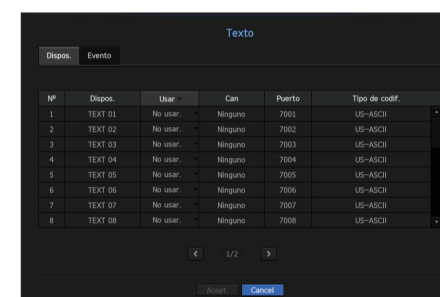 Texto
Dispos. Evento
Nº Dispos. Usar Can Puerto Tipo de codif.
1 TEXT 01 No usar. Ninguno 7001 US-ASCII
2 TEXT 02 No usar. Ninguno 7002 US-ASCII
3 TEXT 03 No usar. Ninguno 7003 US-ASCII
4 TEXT 04 No usar. Ninguno 7004 US-ASCII
5 TEXT 05 No usar. Ninguno 7005 US-ASCII
6 TEXT 06 No usar. Ninguno 7006 US-ASCII
7 TEXT 07 No usar. Ninguno 7007 US-ASCII
8 TEXT 08 No usar. Ninguno 7008 US-ASCII
< 1/2 >
Acept. Cancel